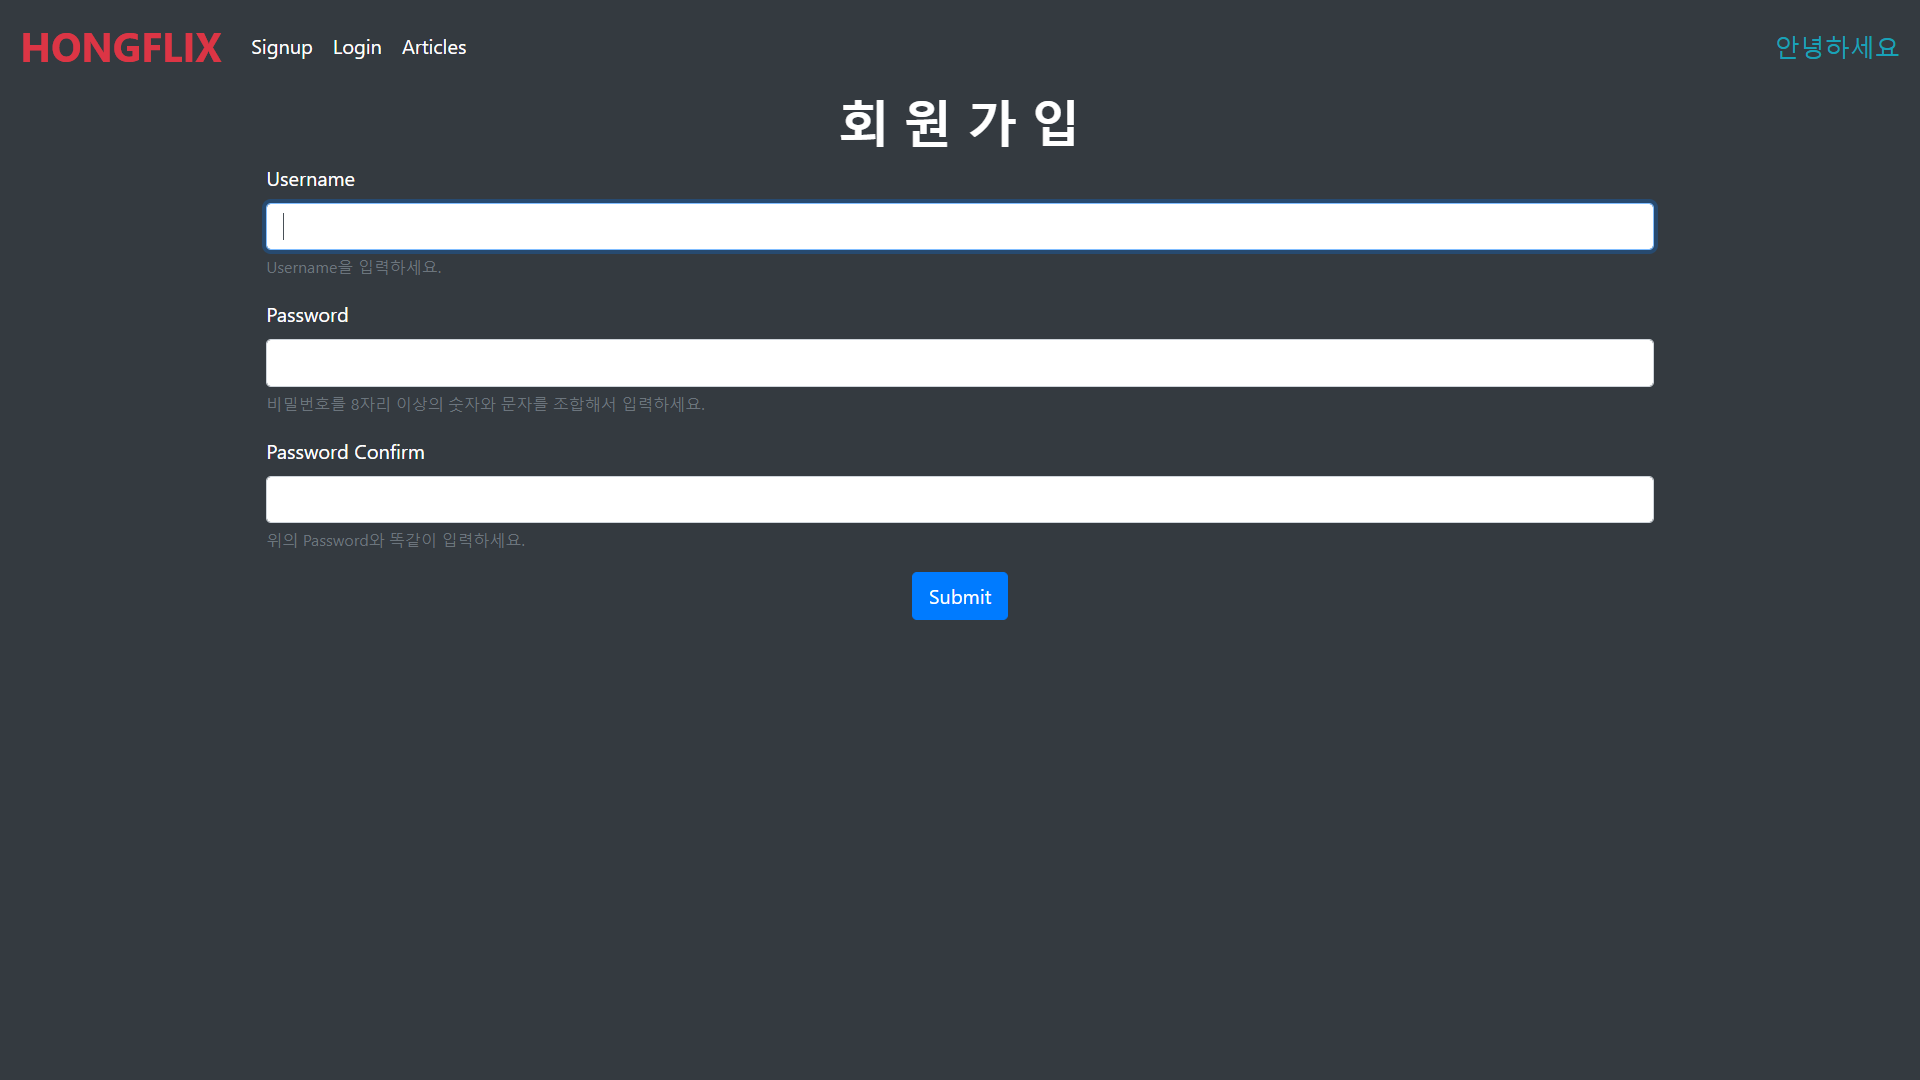 HONGFLIX Signup Login Articles 안녕하세요
회 원 가 입
Username
Username을 입력하세요.
Password
비밀번호를 8자리 이상의 숫자와 문자를 조합해서 입력하세요.
Password Confirm
위의 Password와 똑같이 입력하세요.
Submit